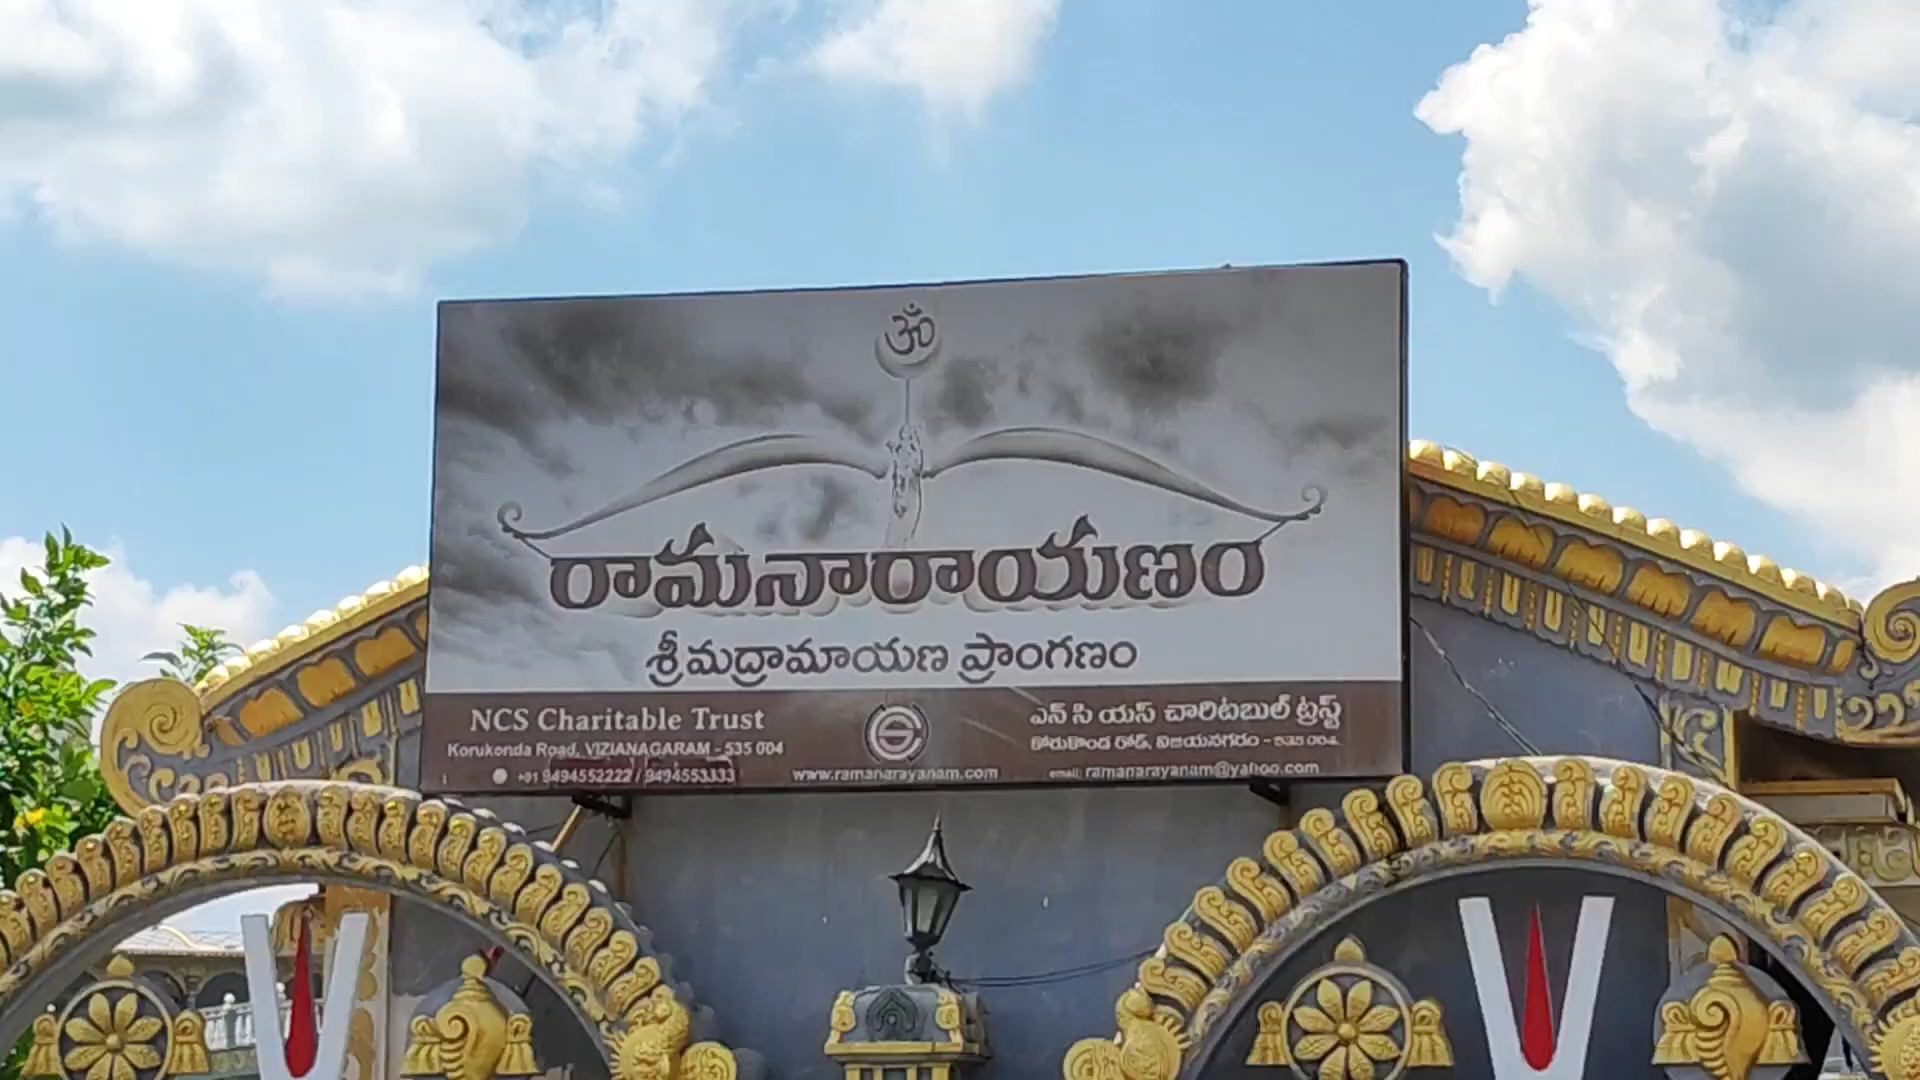 ॐ
రామనారాయణం
శ్రీమద్రామాయణ ప్రాంగణం
NCS Charitable Trust
Korukonda Road, VIZIANAGARAM - 535 004
+91 9494552222 / 9494553333
www.ramanarayanam.com
ఎన్ సి యస్ చారిటబుల్ ట్రస్ట్
కోరుకొండ రోడ్, విజయనగరం - 535 004.
email: ramanarayanam@yahoo.com